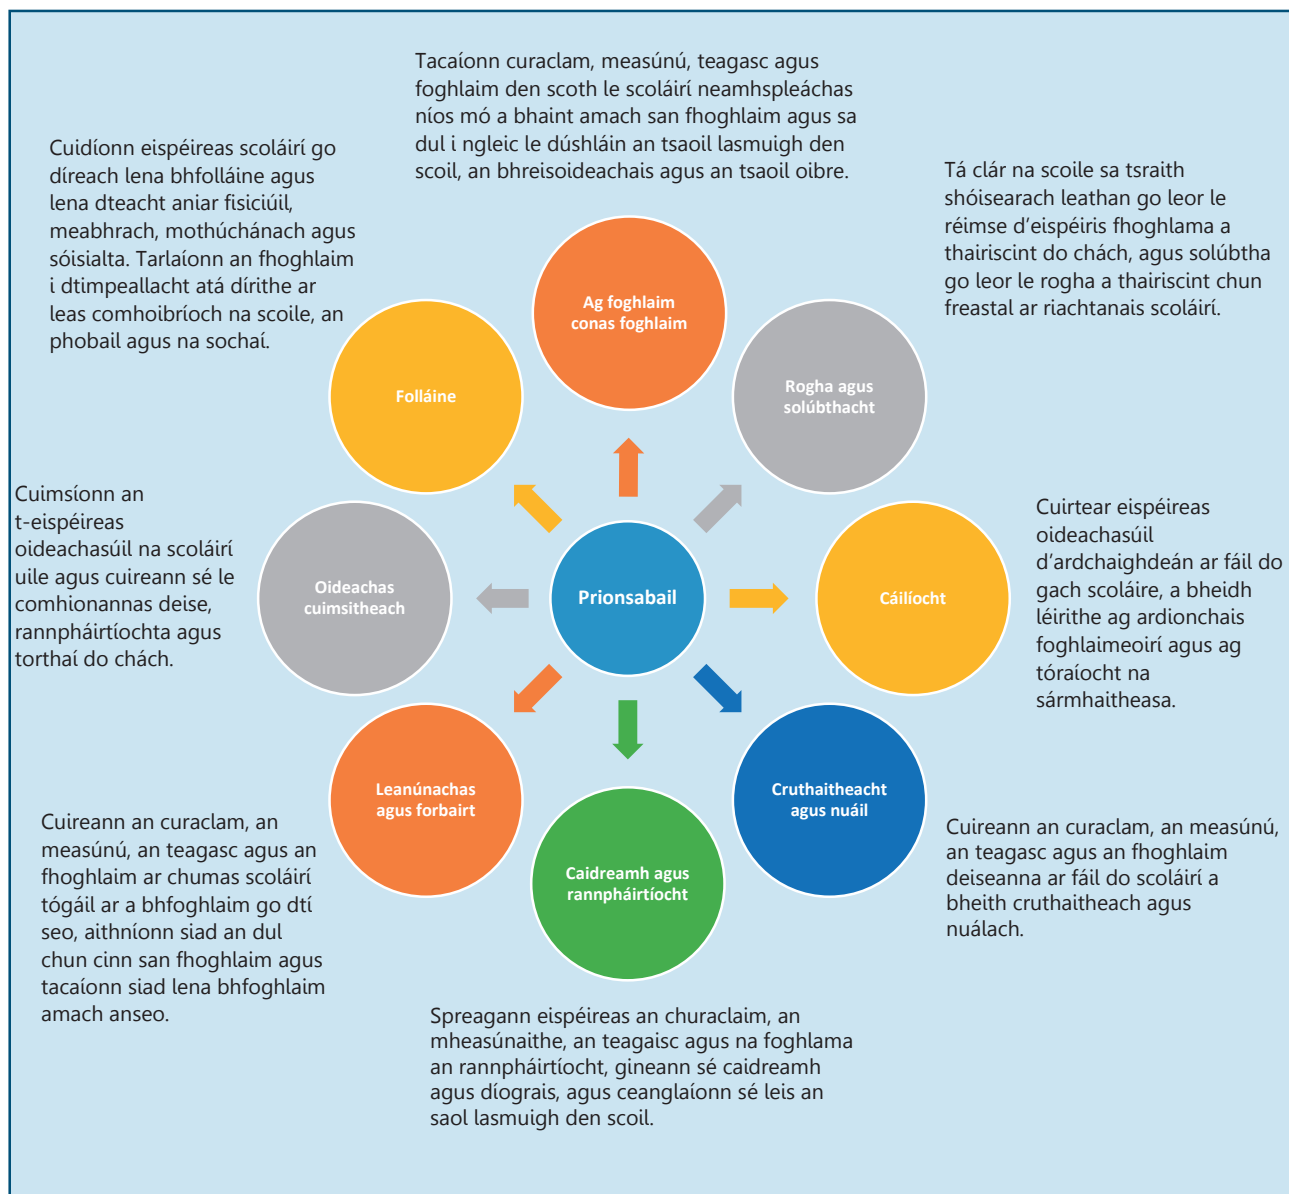 Tacaíonn curaclam, measúnú, teagasc agus
foghlaim den scoth le scoláirí neamhspleáchas
níos mó a bhaint amach san fhoghlaim agus sa
dul i ngleic le dúshláin an tsaoil lasmuigh den
scoil, an bhreisoideachais agus an tsaoil oibre.
Cuidíonn eispéireas scoláirí go
díreach lena bhfolláine agus
lena dteacht aniar fisiciúil,
meabhrach, mothúchánach agus
sóisialta. Tarlaíonn an fhoghlaim
i dtimpeallacht atá dírithe ar
leas comhoibríoch na scoile, an
phobail agus na sochaí.
Tá clár na scoile sa tsraith
shóisearach leathan go leor le
réimse d'eispéiris fhoghlama a
thairiscint do chách, agus solúbtha
go leor le rogha a thairiscint chun
freastal ar riachtanais scoláirí.
Ag foghlaim
conas foghlaim
Folláine
Rogha agus
solúbthacht
Cuimsíonn an
t-eispéireas
oideachasúil na scoláirí
uile agus cuireann sé le
comhionannas deise,
rannpháirtíochta agus
torthaí do chách.
Oideachas
cuimsitheach
Prionsabail
Cáilíocht
Cuirtear eispéireas
oideachasúil
d'ardchaighdeán ar fáil do
gach scoláire, a bheidh
léirithe ag ardionchais
foghlaimeoirí agus ag
tóraíocht na
sármhaitheasa.
Leanúnachas
agus forbairt
Cruthaitheacht
agus nuáil
Caidreamh agus
rannpháirtíocht
Cuireann an curaclam, an
measúnú, an teagasc agus an
fhoghlaim ar chumas scoláirí
tógáil ar a bhfoghlaim go dtí
seo, aithníonn siad an dul
chun cinn san fhoghlaim agus
tacaíonn siad lena bhfoghlaim
amach anseo.
Cuireann an curaclam, an measúnú,
an teagasc agus an fhoghlaim
deiseanna ar fáil do scoláirí a
bheith cruthaitheach agus
nuálach.
Spreagann eispéireas an churaclaim, an
mheasúnaithe, an teagaisc agus na foghlama
an rannpháirtíocht, gineann sé caidreamh
agus díograis, agus ceanglaíonn sé leis an
saol lasmuigh den scoil.